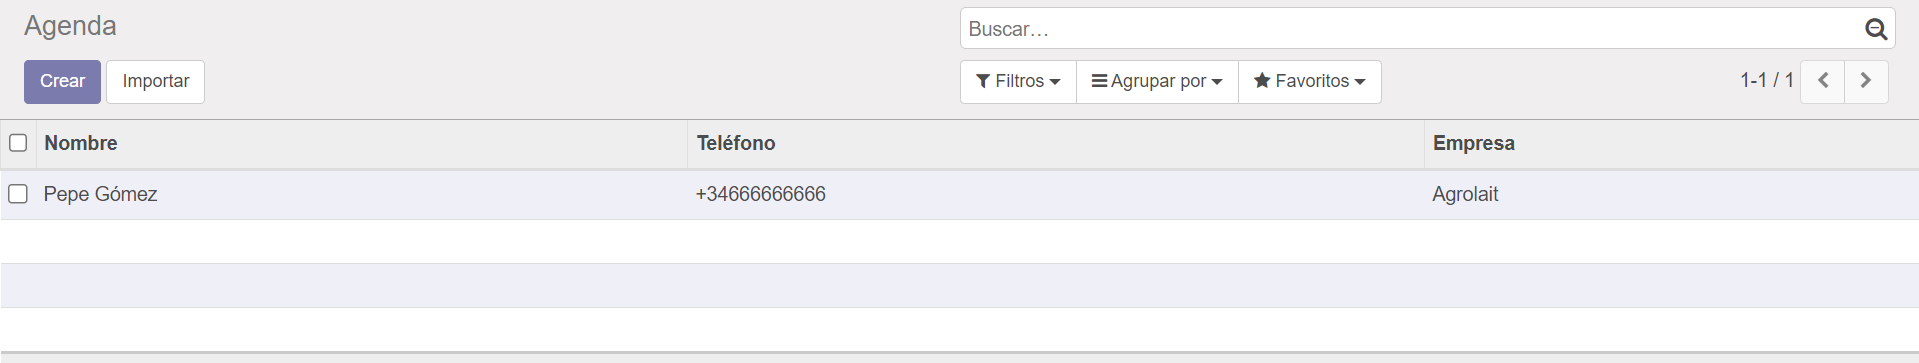 Agenda
Buscar...
Crear Importar
Filtros Agrupar por Favoritos 1-1 / 1
Nombre Teléfono Empresa
Pepe Gómez +34666666666 Agrolait